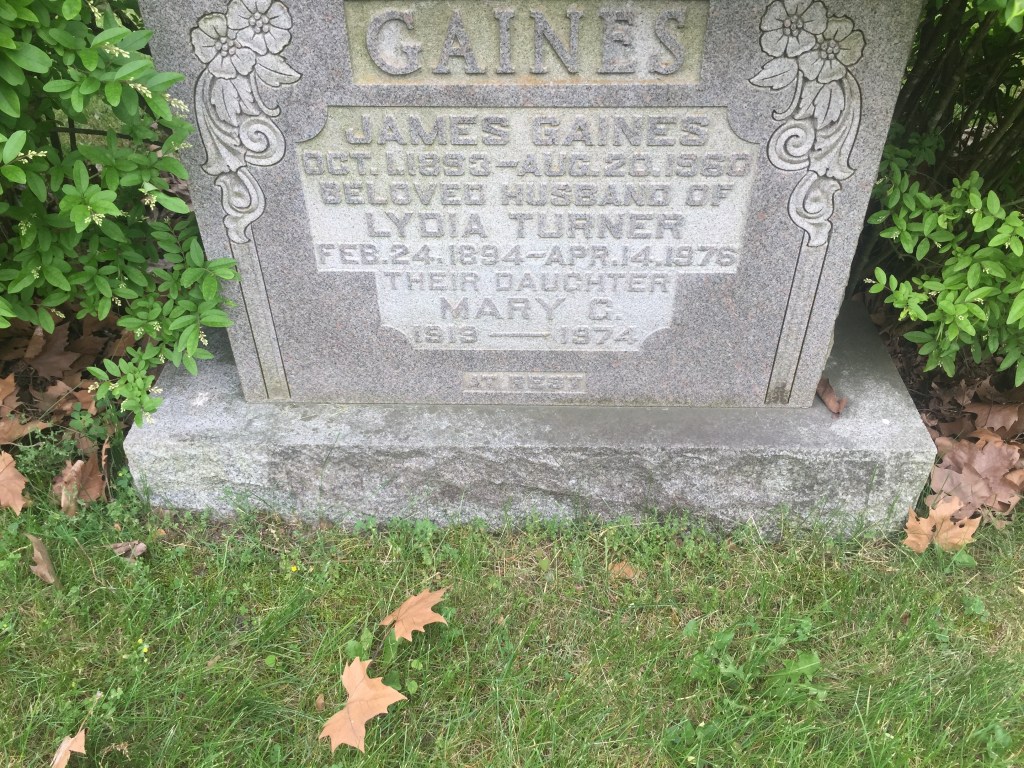 GAINES
JAMES GAINES
OCT. 1. 1893 — AUG. 20. 1960
BELOVED HUSBAND OF
LYDIA TURNER
FEB. 24. 1894 — APR. 14. 1976
THEIR DAUGHTER
MARY G.
1919 — 1974
AT REST